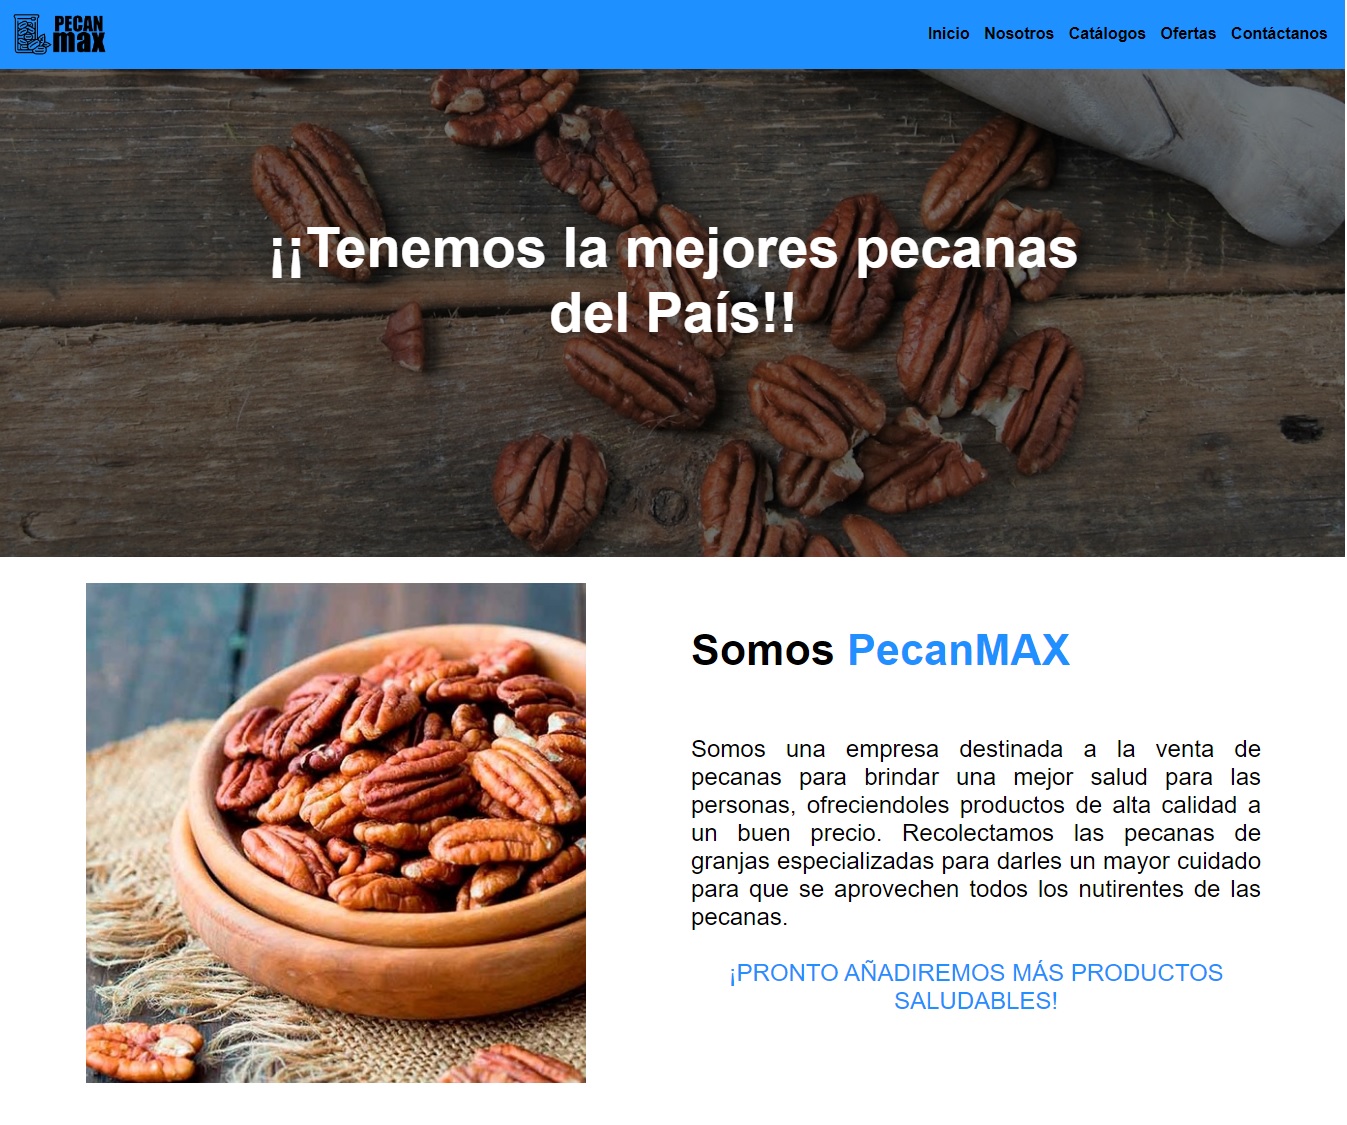 PECAN
max
Inicio Nosotros Catálogos Ofertas Contáctanos
¡¡Tenemos la mejores pecanas
del País!!
Somos PecanMAX
Somos una empresa destinada a la venta de
pecanas para brindar una mejor salud para las
personas, ofreciendoles productos de alta calidad a
un buen precio. Recolectamos las pecanas de
granjas especializadas para darles un mayor cuidado
para que se aprovechen todos los nutirentes de las
pecanas.
¡PRONTO AÑADIREMOS MÁS PRODUCTOS
SALUDABLES!